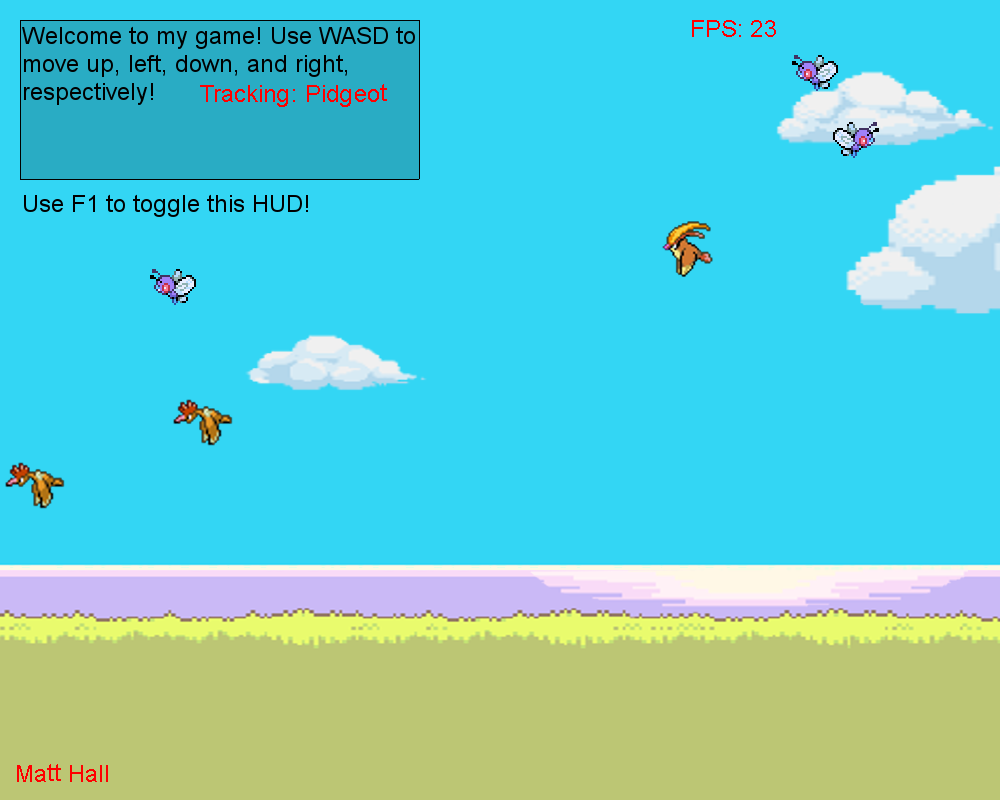 FPS: 23
Welcome to my game! Use WASD to
move up, left, down, and right,
respectively!
Tracking: Pidgeot
Use F1 to toggle this HUD!
Matt Hall